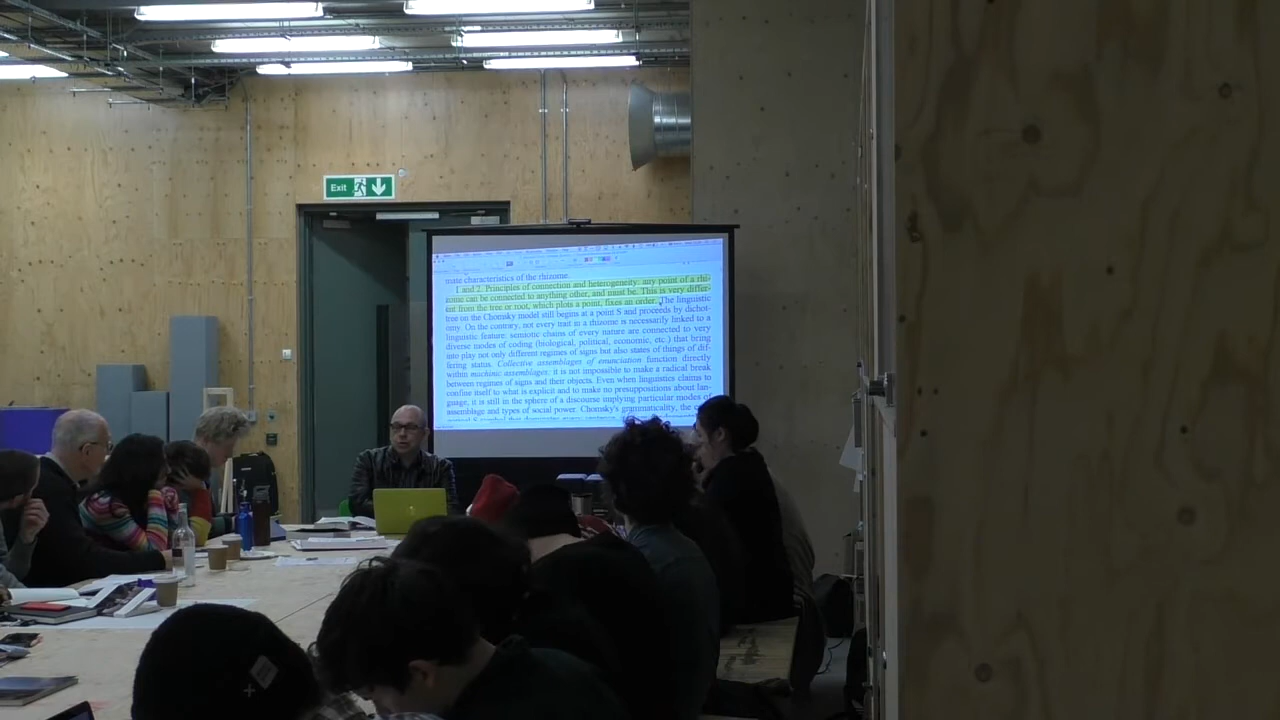 Exit
mate characteristics of the rhizome.
1 and 2. Principles of connection and heterogeneity: any point of a rhi-
zome can be connected to anything other, and must be. This is very differ-
ent from the tree or root, which plots a point, fixes an order. The linguistic
tree on the Chomsky model still begins at a point S and proceeds by dichot-
omy. On the contrary, not every trait in a rhizome is necessarily linked to a
linguistic feature: semiotic chains of every nature are connected to very
diverse modes of coding (biological, political, economic, etc.) that bring
into play not only different regimes of signs but also states of things of dif-
fering status. Collective assemblages of enunciation function directly
within machinic assemblages; it is not impossible to make a radical break
between regimes of signs and their objects. Even when linguistics claims to
confine itself to what is explicit and to make no presuppositions about lan-
guage, it is still in the sphere of a discourse implying particular modes of
assemblage and types of social power. Chomsky's grammaticality, the